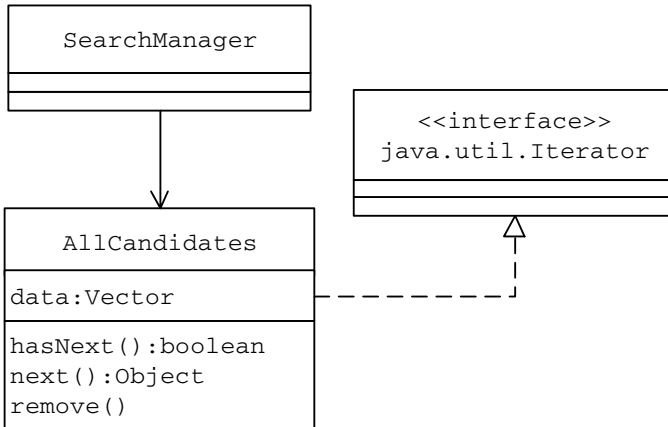 SearchManager
<<interface>>
java.util.Iterator
AllCandidates
data:Vector
hasNext():boolean
next():Object
remove()